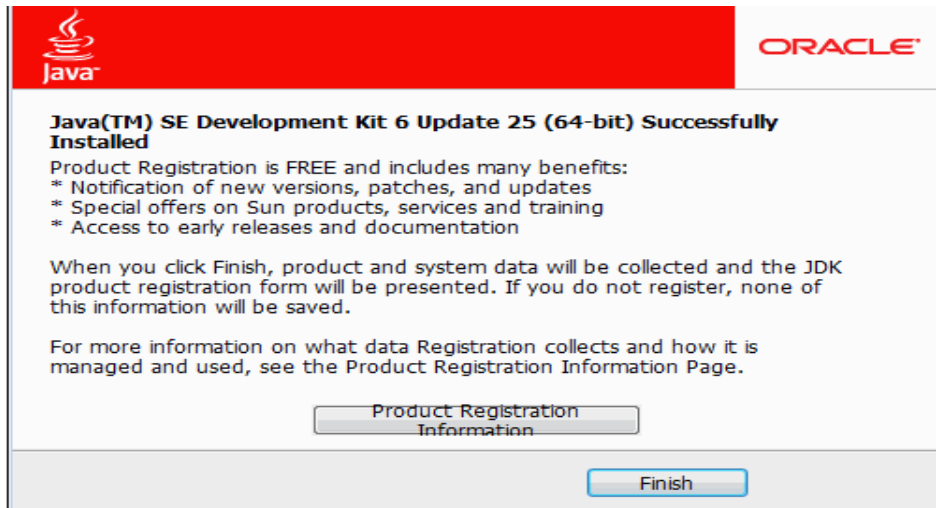 Java™
ORACLE®
Java(TM) SE Development Kit 6 Update 25 (64-bit) Successfully
Installed
Product Registration is FREE and includes many benefits:
* Notification of new versions, patches, and updates
* Special offers on Sun products, services and training
* Access to early releases and documentation
When you click Finish, product and system data will be collected and the JDK
product registration form will be presented. If you do not register, none of
this information will be saved.
For more information on what data Registration collects and how it is
managed and used, see the Product Registration Information Page.
Product Registration
Information
Finish